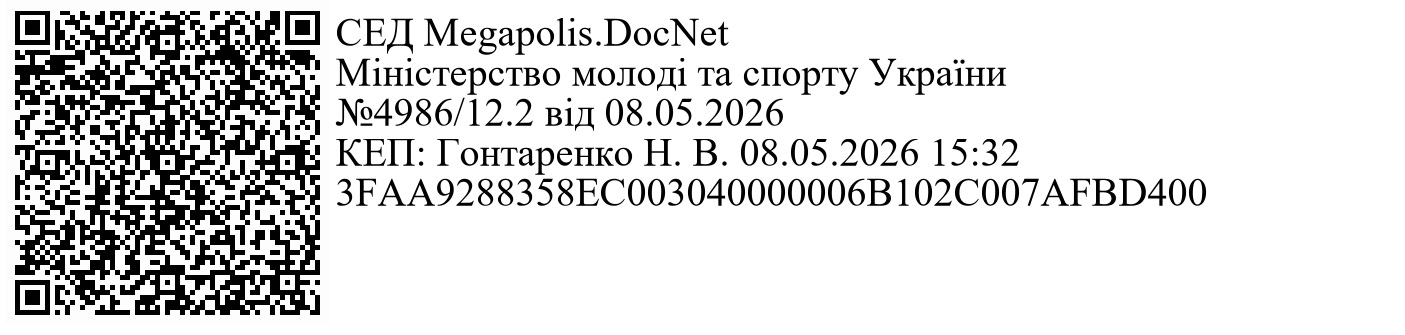 СЕД Megapolis.DocNet
Міністерство молоді та спорту України
№4986/12.2 від 08.05.2026
КЕП: Гонтаренко Н. В. 08.05.2026 15:32
3FAA9288358EC003040000006B102C007AFBD400